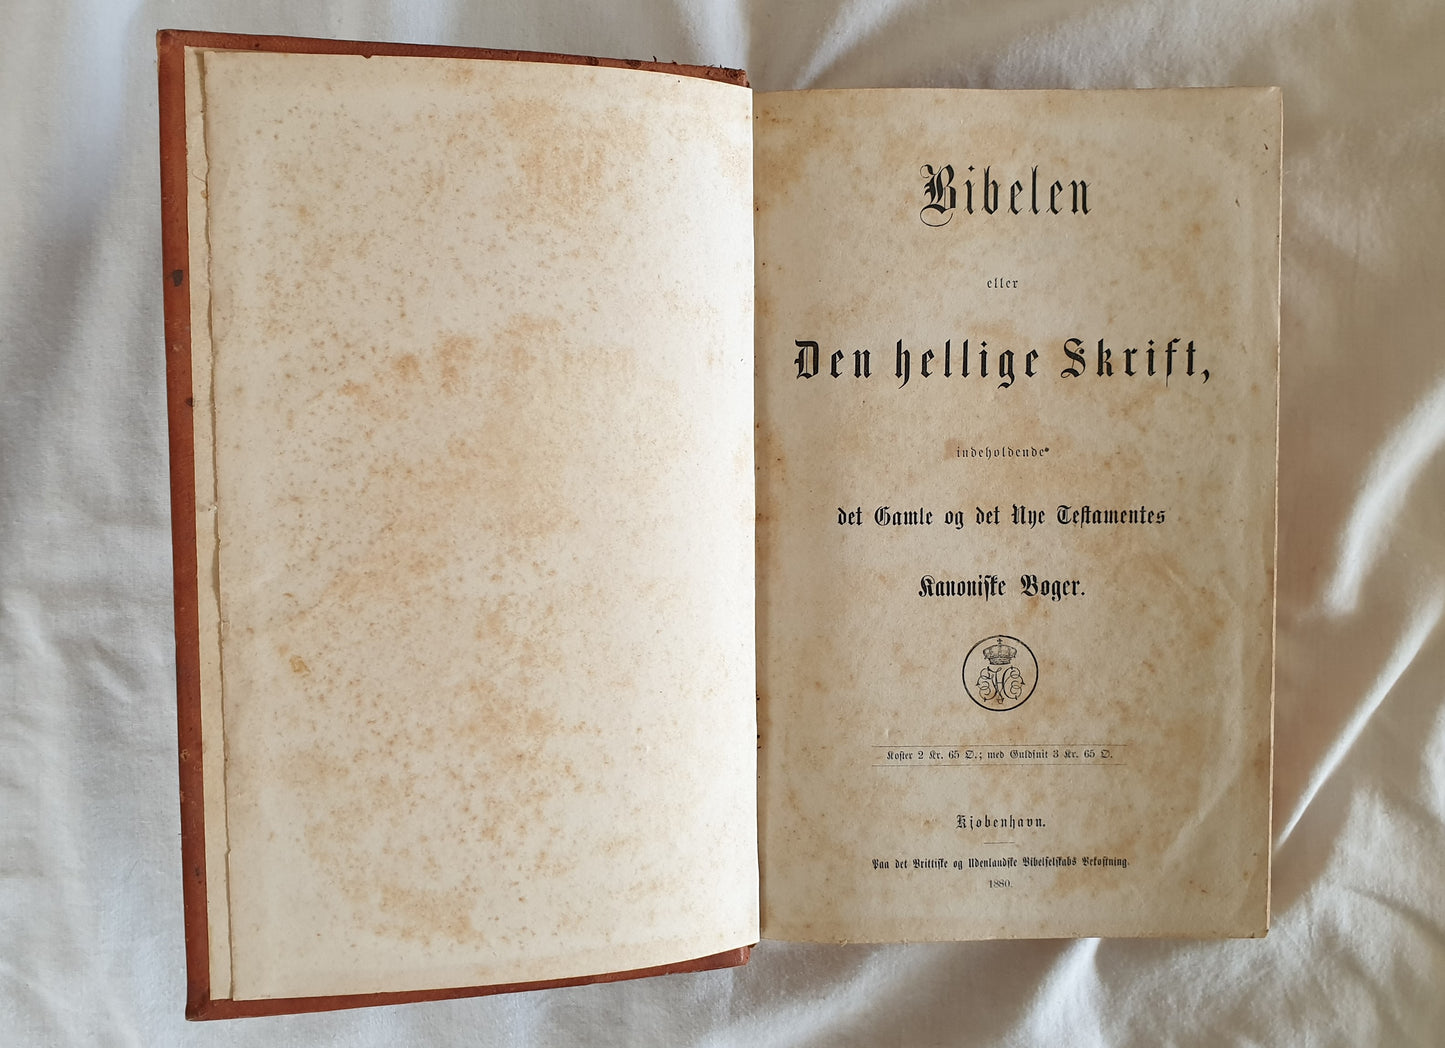 Bibelen
eller
Den hellige Skrift,
indeholdende
det Gamle og det Nye Testamentes
Kanoniske Bøger.
Koster 2 Kr. 65 Ø.; med Guldsnit 3 Kr. 65 Ø.
Kjøbenhavn.
Paa det Brittiske og Udenlandske Bibelselskabs Bekostning.
1880.